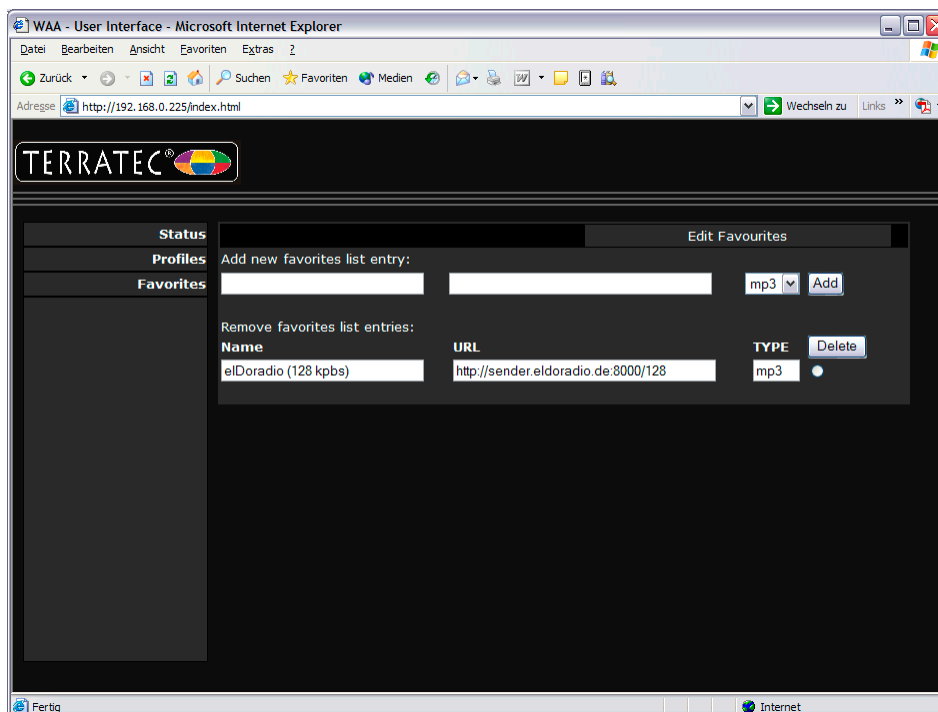 WAA - User Interface - Microsoft Internet Explorer
Datei Bearbeiten Ansicht Favoriten Extras ?
Zurück Suchen Favoriten Medien W
Adresse http://192.168.0.225/index.html Wechseln zu Links »
TERRATEC®
Status Edit Favourites
Profiles Add new favorites list entry:
Favorites mp3 Add
Remove favorites list entries:
Name URL TYPE Delete
elDoradio (128 kpbs) http://sender.eldoradio.de:8000/128 mp3
Fertig Internet